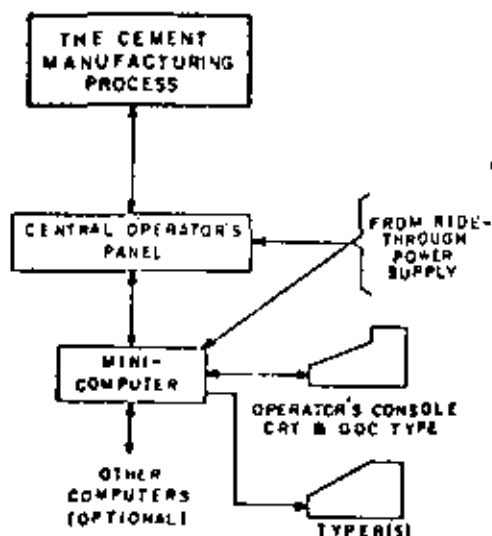 THE CEMENT
MANUFACTURING
PROCESS
CENTRAL OPERATOR'S
PANEL
FROM RIDE-
THROUGH
POWER
SUPPLY
MINI-
COMPUTER
OPERATOR'S CONSOLE
CRT & DDC TYPE
OTHER
COMPUTERS
(OPTIONAL)
TYPER(S)